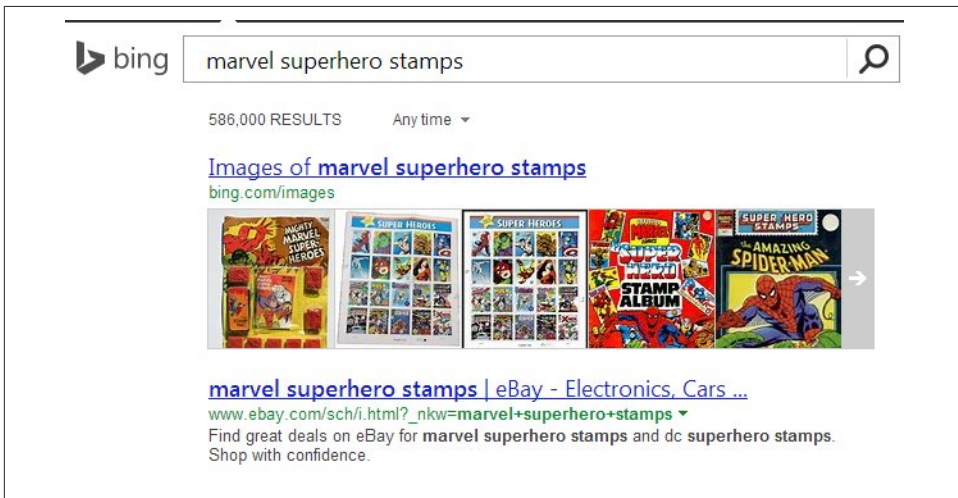 bing
marvel superhero stamps
586,000 RESULTS Any time
Images of marvel superhero stamps
bing.com/images
MIGHTY
MARVEL
SUPER-
HEROES
SUPER HEROES
SUPER HEROES
MARVEL
SUPER
HERO
STAMP
ALBUM
SUPER HERO
STAMPS
the AMAZING
SPIDER-MAN
marvel superhero stamps | eBay - Electronics, Cars ...
www.ebay.com/sch/i.html?_nkw=marvel+superhero+stamps
Find great deals on eBay for marvel superhero stamps and dc superhero stamps.
Shop with confidence.